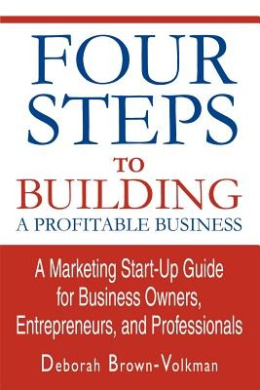 FOUR
STEPS
TO
BUILDING
A PROFITABLE BUSINESS
A Marketing Start-Up Guide
for Business Owners,
Entrepreneurs, and Professionals
Deborah Brown-Volkman